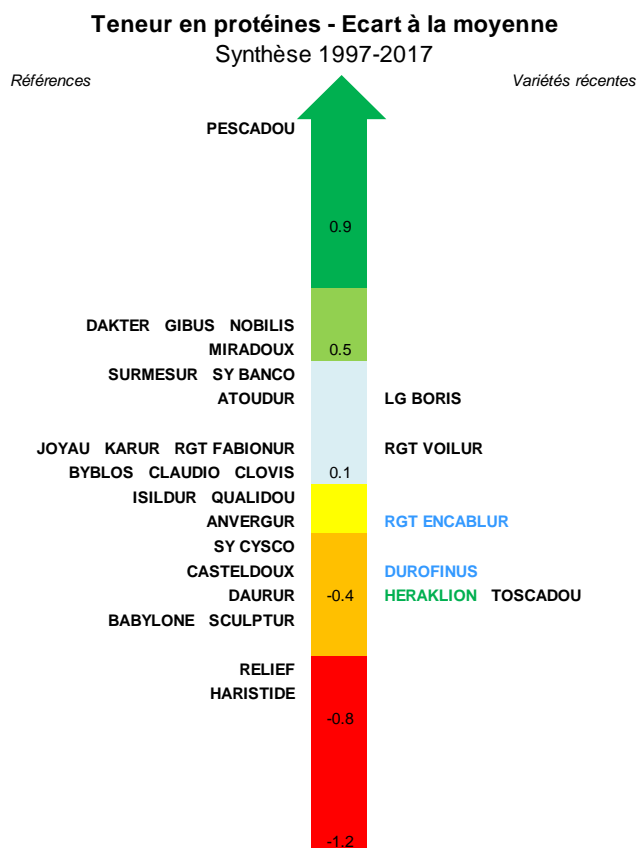 Teneur en protéines - Ecart à la moyenne
Synthèse 1997-2017
Références Variétés récentes
PESCADOU
0.9
DAKTER GIBUS NOBILIS
MIRADOUX 0.5
SURMESUR SY BANCO
ATOUDUR LG BORIS
JOYAU KARUR RGT FABIONUR RGT VOILUR
BYBLOS CLAUDIO CLOVIS 0.1
ISILDUR QUALIDOU
ANVERGUR RGT ENCABLUR
SY CYSCO
CASTELDOUX DUROFINUS
DAURUR -0.4 HERAKLION TOSCADOU
BABYLONE SCULPTUR
RELIEF
HARISTIDE
-0.8
-1.2